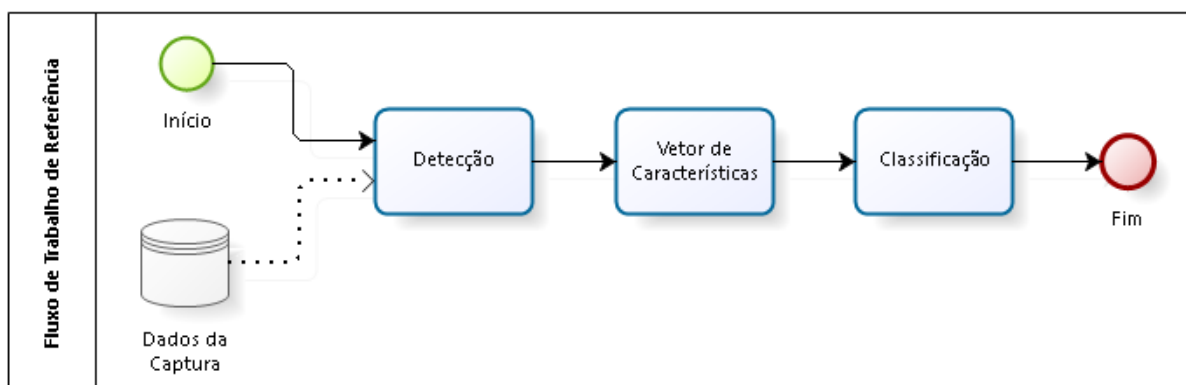 Fluxo de Trabalho de Referência
Início
Detecção
Vetor de
Características
Classificação
Fim
Dados da
Captura